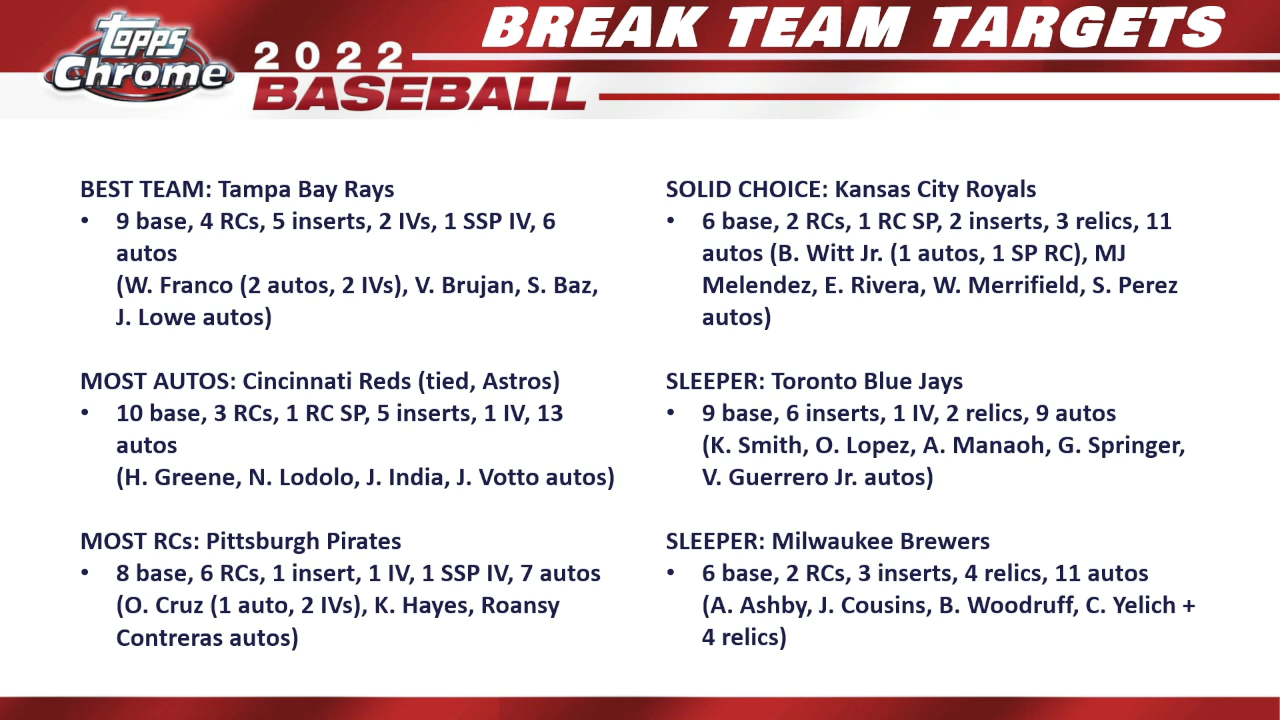 Topps
Chrome
2022
BASEBALL
BREAK TEAM TARGETS
BEST TEAM: Tampa Bay Rays
• 9 base, 4 RCs, 5 inserts, 2 IVs, 1 SSP IV, 6
autos
(W. Franco (2 autos, 2 IVs), V. Brujan, S. Baz,
J. Lowe autos)
MOST AUTOS: Cincinnati Reds (tied, Astros)
• 10 base, 3 RCs, 1 RC SP, 5 inserts, 1 IV, 13
autos
(H. Greene, N. Lodolo, J. India, J. Votto autos)
MOST RCs: Pittsburgh Pirates
• 8 base, 6 RCs, 1 insert, 1 IV, 1 SSP IV, 7 autos
(O. Cruz (1 auto, 2 IVs), K. Hayes, Roansy
Contreras autos)
SOLID CHOICE: Kansas City Royals
• 6 base, 2 RCs, 1 RC SP, 2 inserts, 3 relics, 11
autos (B. Witt Jr. (1 autos, 1 SP RC), MJ
Melendez, E. Rivera, W. Merrifield, S. Perez
autos)
SLEEPER: Toronto Blue Jays
• 9 base, 6 inserts, 1 IV, 2 relics, 9 autos
(K. Smith, O. Lopez, A. Manaoh, G. Springer,
V. Guerrero Jr. autos)
SLEEPER: Milwaukee Brewers
• 6 base, 2 RCs, 3 inserts, 4 relics, 11 autos
(A. Ashby, J. Cousins, B. Woodruff, C. Yelich +
4 relics)